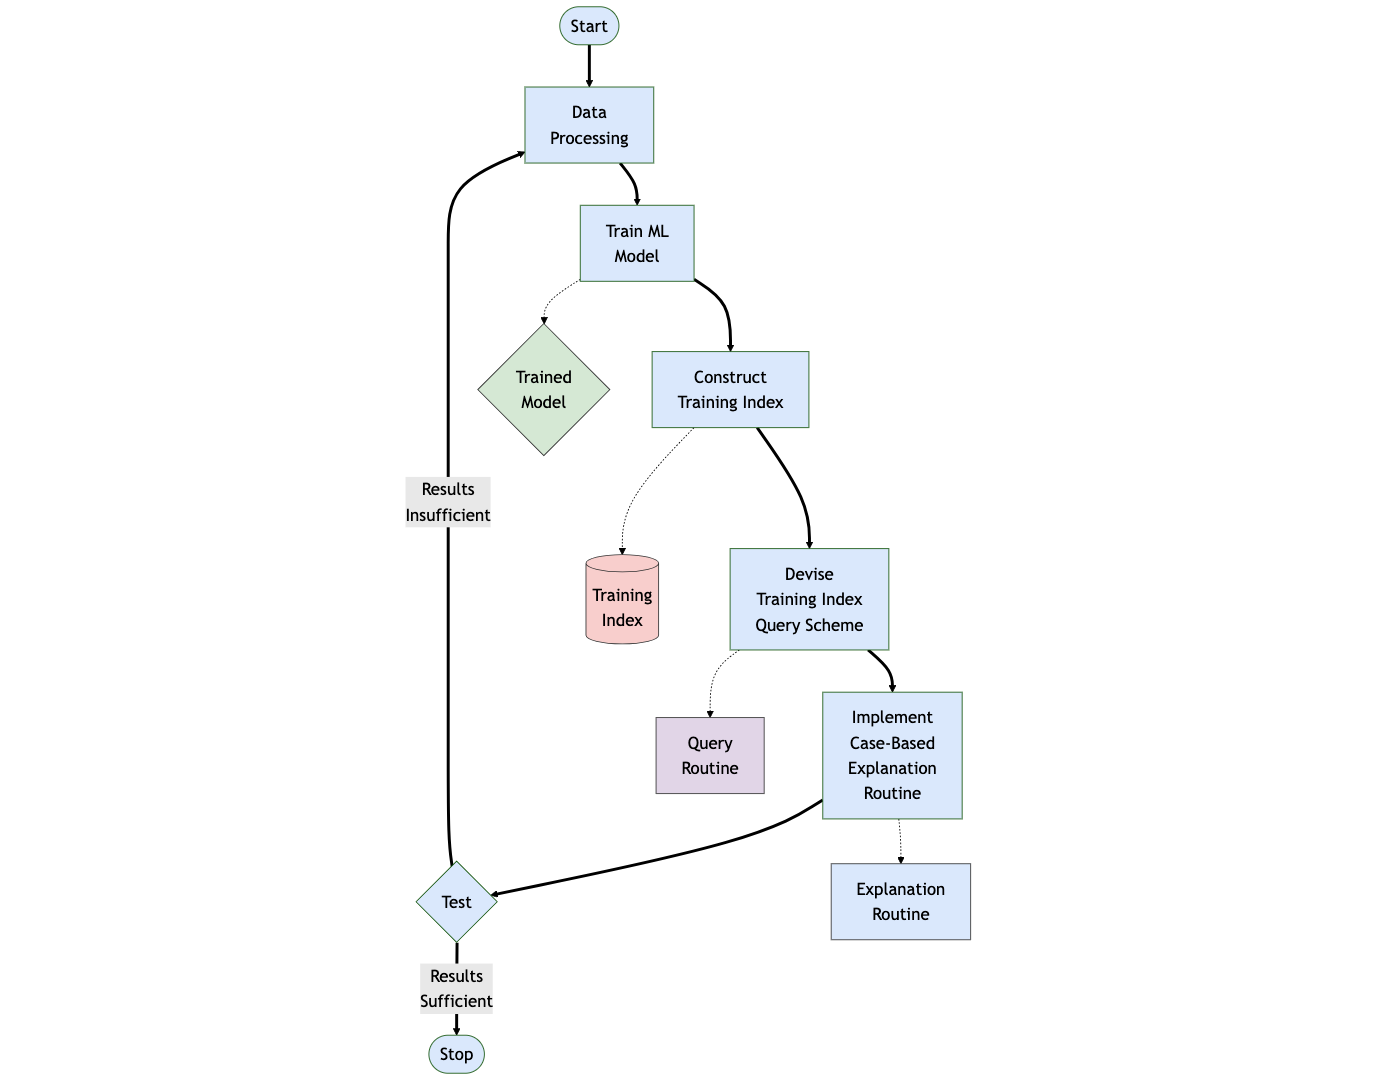 Start
Data
Processing
Train ML
Model
Trained
Model
Construct
Training Index
Results
Insufficient
Training
Index
Devise
Training Index
Query Scheme
Query
Routine
Implement
Case-Based
Explanation
Routine
Test
Explanation
Routine
Results
Sufficient
Stop